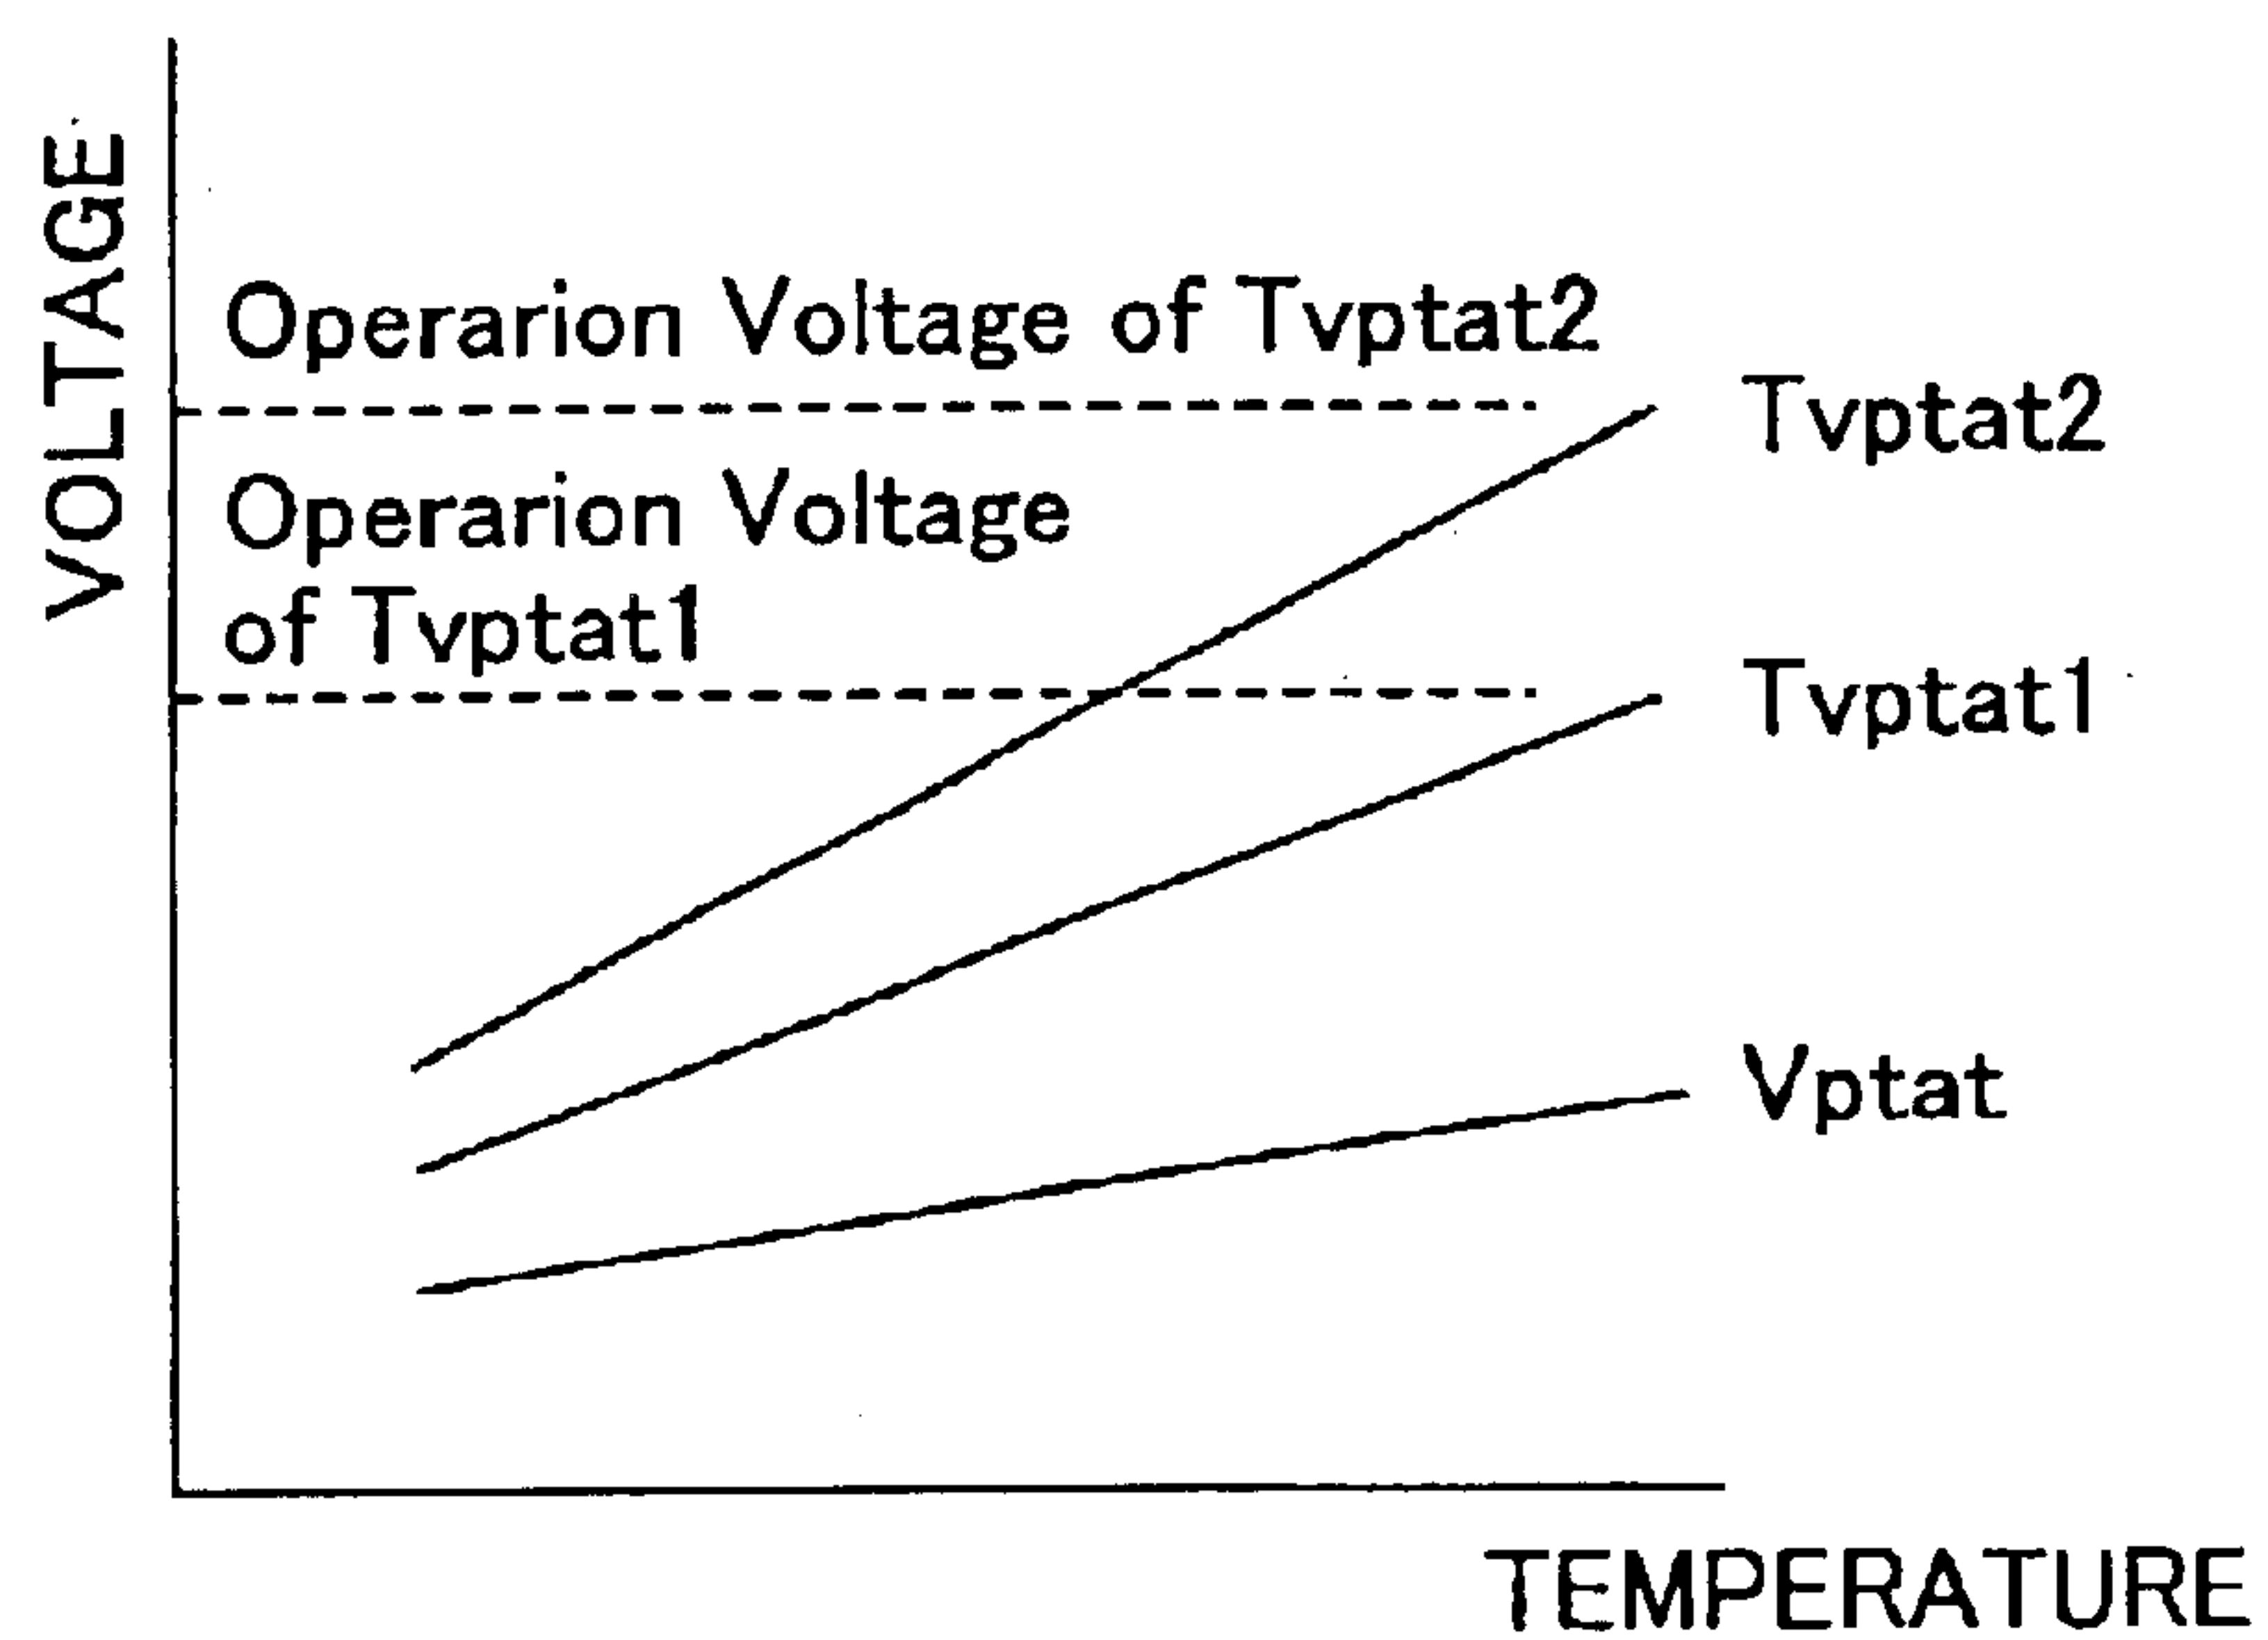 VOLTAGE
Operarion Voltage of Tvptat2
Tvptat2
Operarion Voltage
of Tvptat1
Tvptat1
Vptat
TEMPERATURE